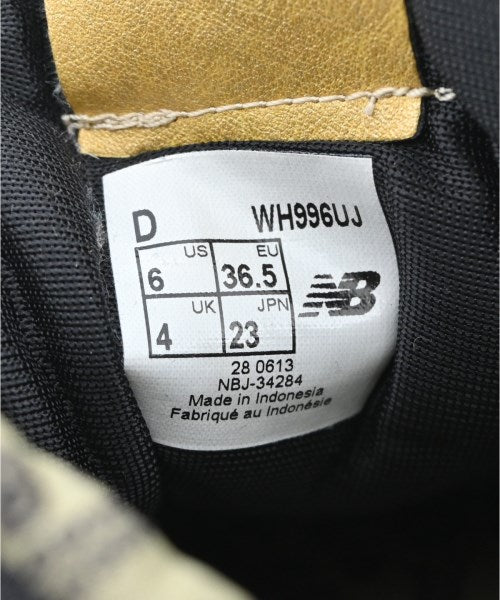 D WH996UJ
US EU
6 36.5
UK JPN
4 23
NB
28 0613
NBJ-34284
Made in Indonesia
Fabriqué au Indonésie